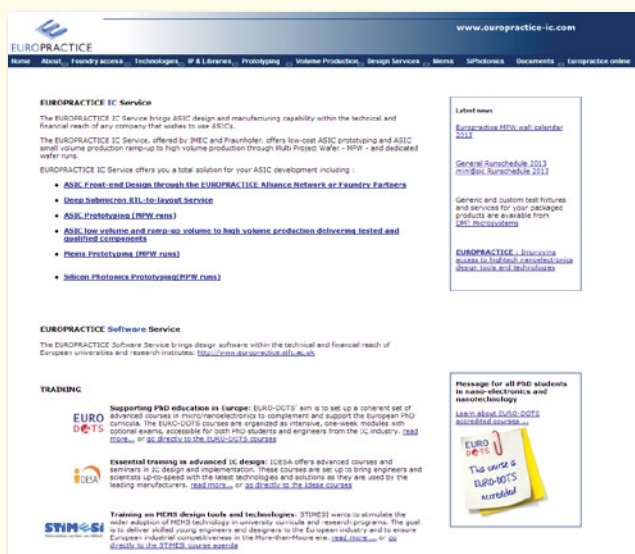 www.europractice-ic.com
EUROPRACTICE
Home About Foundry access Technologies IP & Libraries Prototyping Volume Production Design Services Mems SiPhotonics Documents Europractice online
EUROPRACTICE IC Service
The EUROPRACTICE IC Service brings ASIC design and manufacturing capability within the technical and
financial reach of any company that wishes to use ASICs.
The EUROPRACTICE IC Service, offered by IMEC and Fraunhofer, offers low-cost ASIC prototyping and ASIC
small volume production ramp-up to high volume production through Multi Project Wafer - MPW - and dedicated
wafer runs.
EUROPRACTICE IC Service offers you a total solution for your ASIC development including :
• ASIC Front-end Design through the EUROPRACTICE Alliance Network or Foundry Partners
• Deep Submicron RTL-to-layout Service
• ASIC Prototyping (MPW runs)
• ASIC low volume and ramp-up volume to high volume production delivering tested and
qualified components
• Mems Prototyping (MPW runs)
• Silicon Photonics Prototyping(MPW runs)
Latest news
Europractice MPW wall calendar
2013
General Runschedule 2013
mini@sic Runschedule 2013
Generic and custom test fixtures
and services for your packaged
products are available from
DMT Microsystems
EUROPRACTICE : Improving
access to hightech nanoelectronics
design tools and technologies
EUROPRACTICE Software Service
The EUROPRACTICE Software Service brings design software within the technical and financial reach of
European universities and research institutes: http://www.europractice.stfc.ac.uk
TRAINING
EURO
DOTS
Supporting PhD education in Europe: EURO-DOTS' aim is to set up a coherent set of
advanced courses in micro/nanoelectronics to complement and support the European PhD
curricula. The EURO-DOTS courses are organized as intensive, one-week modules with
optional exams, accessible for both PhD students and engineers from the IC industry. read
more... or go directly to the EURO-DOTS courses
iDESA
Essential training in advanced IC design: IDESA offers advanced courses and
seminars in IC design and implementation. These courses are set up to bring engineers and
scientists up-to-speed with the latest technologies and solutions as they are used by the
leading manufacturers. read more... or go directly to the Idesa courses
STiMESi
Training on MEMS design tools and technologies: STIMESI wants to stimulate the
wider adoption of MEMS technology in university curricula and research programs. The goal
is to deliver skilled young engineers and designers to the European industry and to ensure
European industrial competitiveness in the More-than-Moore era. read more... or go
directly to the STIMESI course agenda
Message for all PhD students
in nano-electronics and
nanotechnology
Learn about EURO-DOTS
accredited courses ...
EURO
DOTS
This course is
EURO-DOTS
accredited